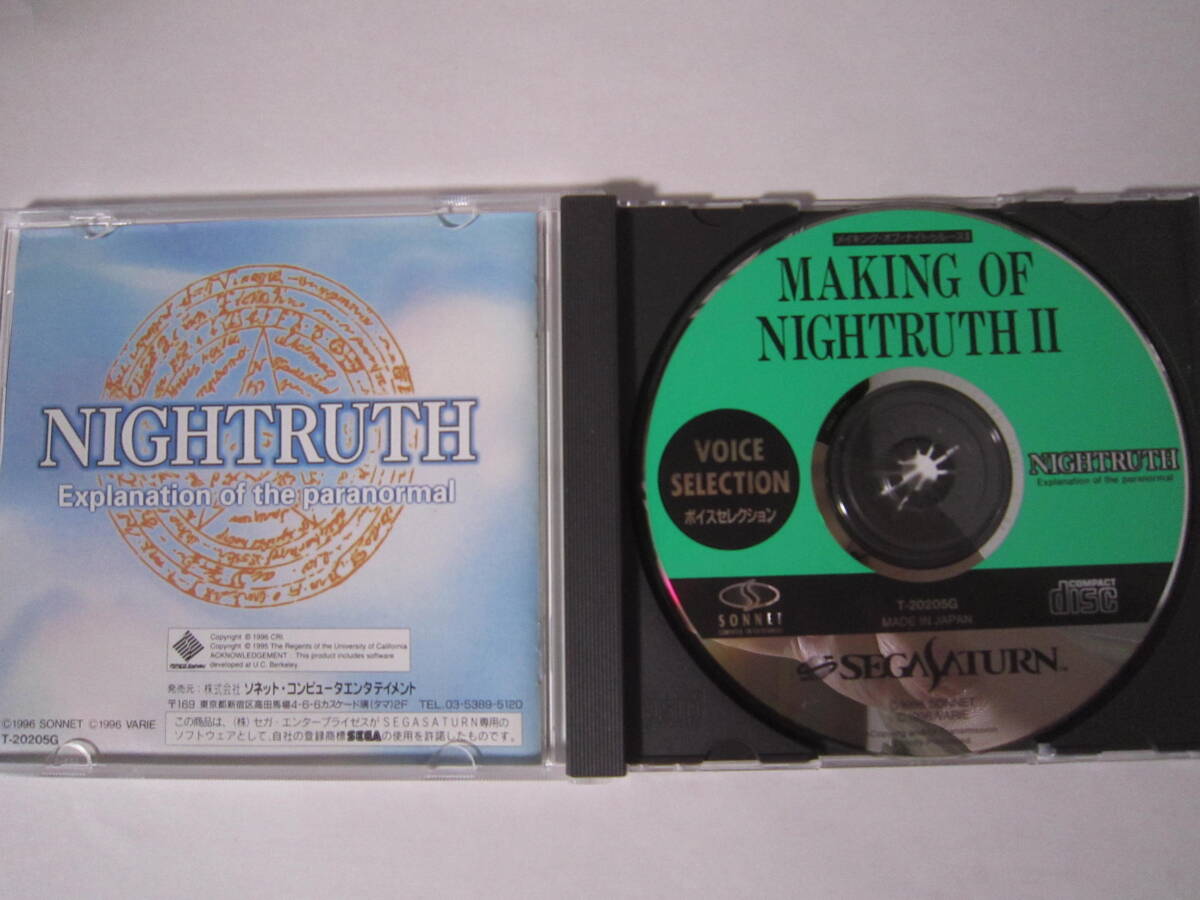 NIGHTRUTH
Explanation of the paranormal
Copyright © 1996 CRI.
Copyright © 1995 The Regents of the University of California
ACKNOWLEDGEMENT : This product includes software
developed at U.C. Berkeley.
発売元：株式会社 ソネット・コンピュータエンタテイメント
〒169 東京都新宿区高田馬場4-6-6カスケード陽(タマ)2F TEL.03-5389-5120
©1996 SONNET ©1996 VARIE
T-20205G
この商品は、(株)セガ・エンタープライゼスがSEGASATURN専用の
ソフトウェアとして、自社の登録商標SEGAの使用を許諾したものです。
メイキング・オブ・ナイトゥルースII
MAKING OF
NIGHTRUTH II
VOICE
SELECTION
ボイスセレクション
NIGHTRUTH
Explanation of the paranormal
SONNET
COMPACT
disc
T-20205G
MADE IN JAPAN
SEGASATURN™
©1996 SONNET
©1996 VARIE